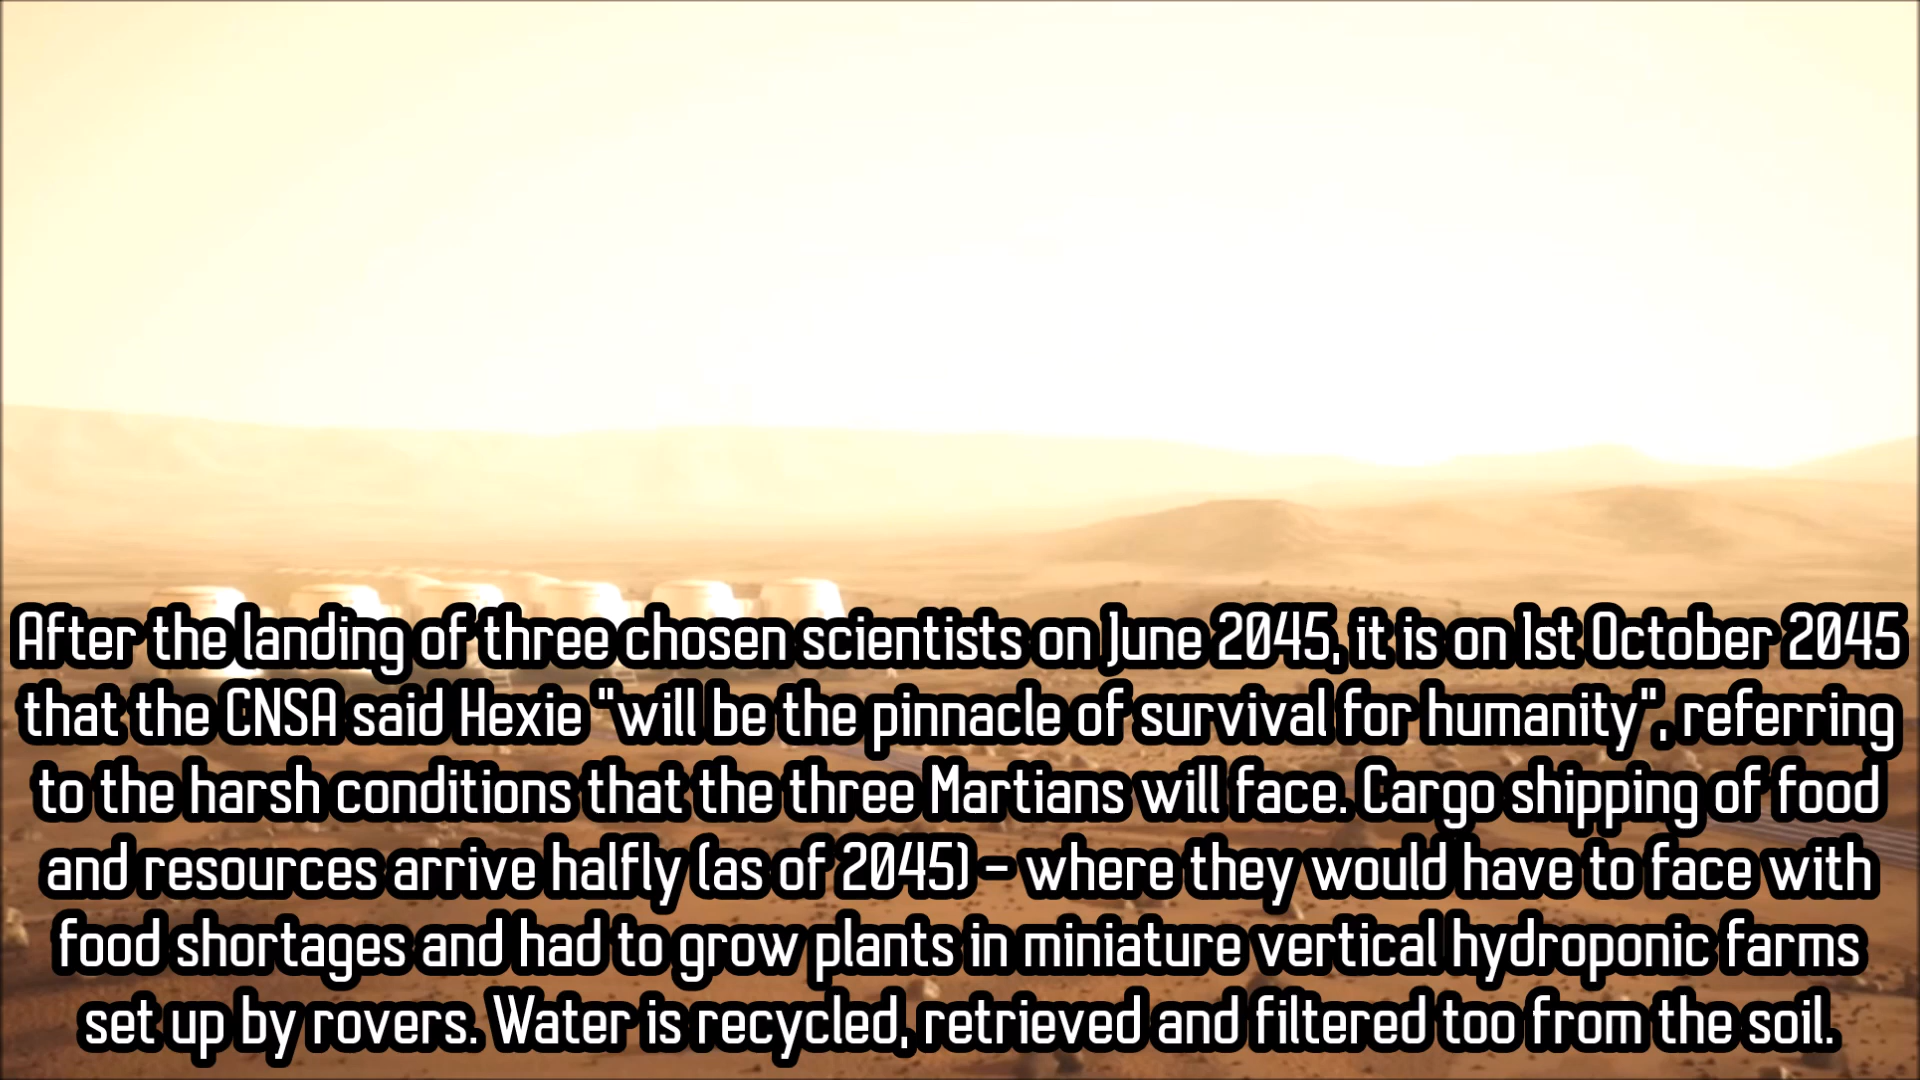 After the landing of three chosen scientists on June 2045, it is on 1st October 2045
that the CNSA said Hexie "will be the pinnacle of survival for humanity", referring
to the harsh conditions that the three Martians will face. Cargo shipping of food
and resources arrive halfly (as of 2045) - where they would have to face with
food shortages and had to grow plants in miniature vertical hydroponic farms
set up by rovers. Water is recycled, retrieved and filtered too from the soil.